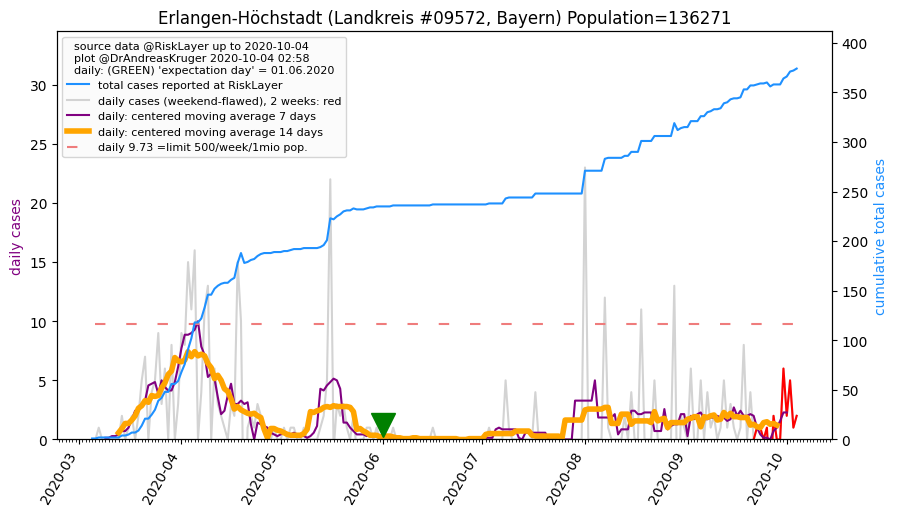 Erlangen-Höchstadt (Landkreis #09572, Bayern) Population=136271
source data @RiskLayer up to 2020-10-04
plot @DrAndreasKruger 2020-10-04 02:58
daily: (GREEN) 'expectation day' = 01.06.2020
total cases reported at RiskLayer
daily cases (weekend-flawed), 2 weeks: red
daily: centered moving average 7 days
daily: centered moving average 14 days
daily 9.73 =limit 500/week/1mio pop.
daily cases
30
25
20
15
10
5
0
cumulative total cases
400
350
300
250
200
150
100
50
0
2020-03
2020-04
2020-05
2020-06
2020-07
2020-08
2020-09
2020-10